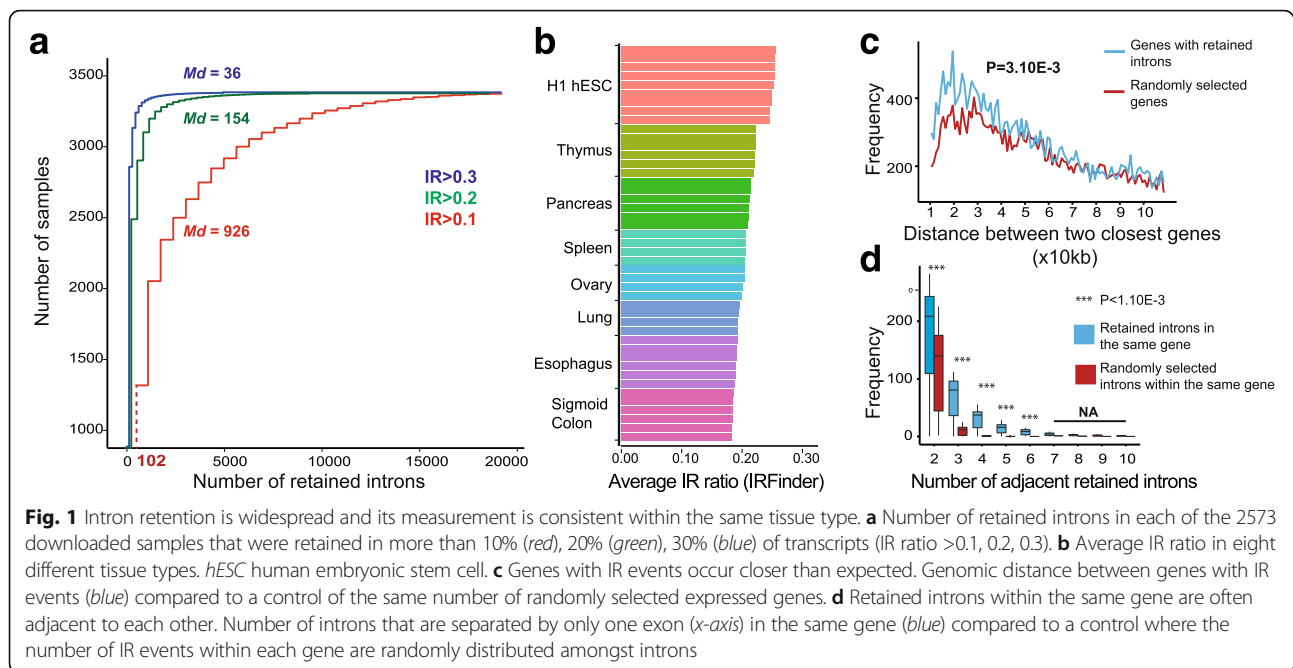 a
Number of samples
3500
3000
2500
2000
1500
1000
Md = 36
Md = 154
Md = 926
IR>0.3
IR>0.2
IR>0.1
0
102
5000
10000
15000
20000
Number of retained introns
b
H1 hESC
Thymus
Pancreas
Spleen
Ovary
Lung
Esophagus
Sigmoid
Colon
0.00
0.10
0.20
0.30
Average IR ratio (IRFinder)
c
Frequency
400
200
P=3.10E-3
Genes with retained
introns
Randomly selected
genes
1 2 3 4 5 6 7 8 9 10
Distance between two closest genes
(x10kb)
d
Frequency
200
100
0
***
***
***
***
***
NA
*** P<1.10E-3
Retained introns in
the same gene
Randomly selected
introns within the same gene
2 3 4 5 6 7 8 9 10
Number of adjacent retained introns
Fig. 1 Intron retention is widespread and its measurement is consistent within the same tissue type. a Number of retained introns in each of the 2573
downloaded samples that were retained in more than 10% (red), 20% (green), 30% (blue) of transcripts (IR ratio >0.1, 0.2, 0.3). b Average IR ratio in eight
different tissue types. hESC human embryonic stem cell. c Genes with IR events occur closer than expected. Genomic distance between genes with IR
events (blue) compared to a control of the same number of randomly selected expressed genes. d Retained introns within the same gene are often
adjacent to each other. Number of introns that are separated by only one exon (x-axis) in the same gene (blue) compared to a control where the
number of IR events within each gene are randomly distributed amongst introns